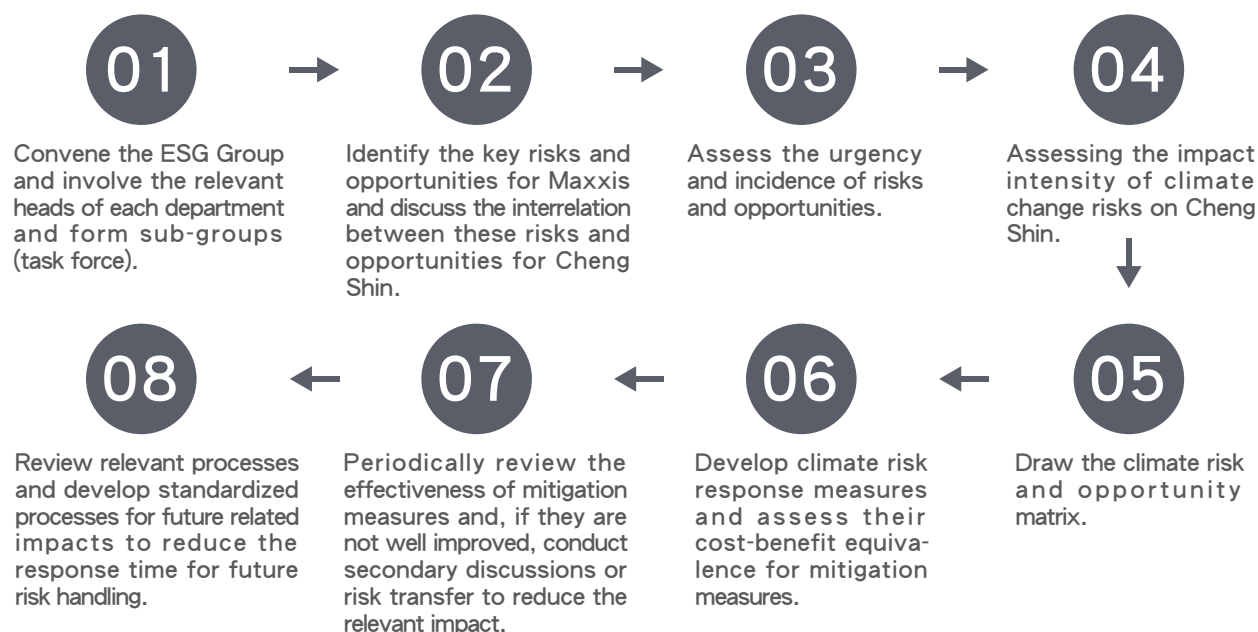 01
Convene the ESG Group
and involve the relevant
heads of each department
and form sub-groups
(task force).
02
Identify the key risks and
opportunities for Maxxis
and discuss the interrelation
between these risks and
opportunities for Cheng
Shin.
03
Assess the urgency
and incidence of risks
and opportunities.
04
Assessing the impact
intensity of climate
change risks on Cheng
Shin.
05
Draw the climate risk
and opportunity
matrix.
06
Develop climate risk
response measures
and assess their
cost-benefit equiva-
lence for mitigation
measures.
07
Periodically review the
effectiveness of mitigation
measures and, if they are
not well improved, conduct
secondary discussions or
risk transfer to reduce the
relevant impact.
08
Review relevant processes
and develop standardized
processes for future related
impacts to reduce the
response time for future
risk handling.